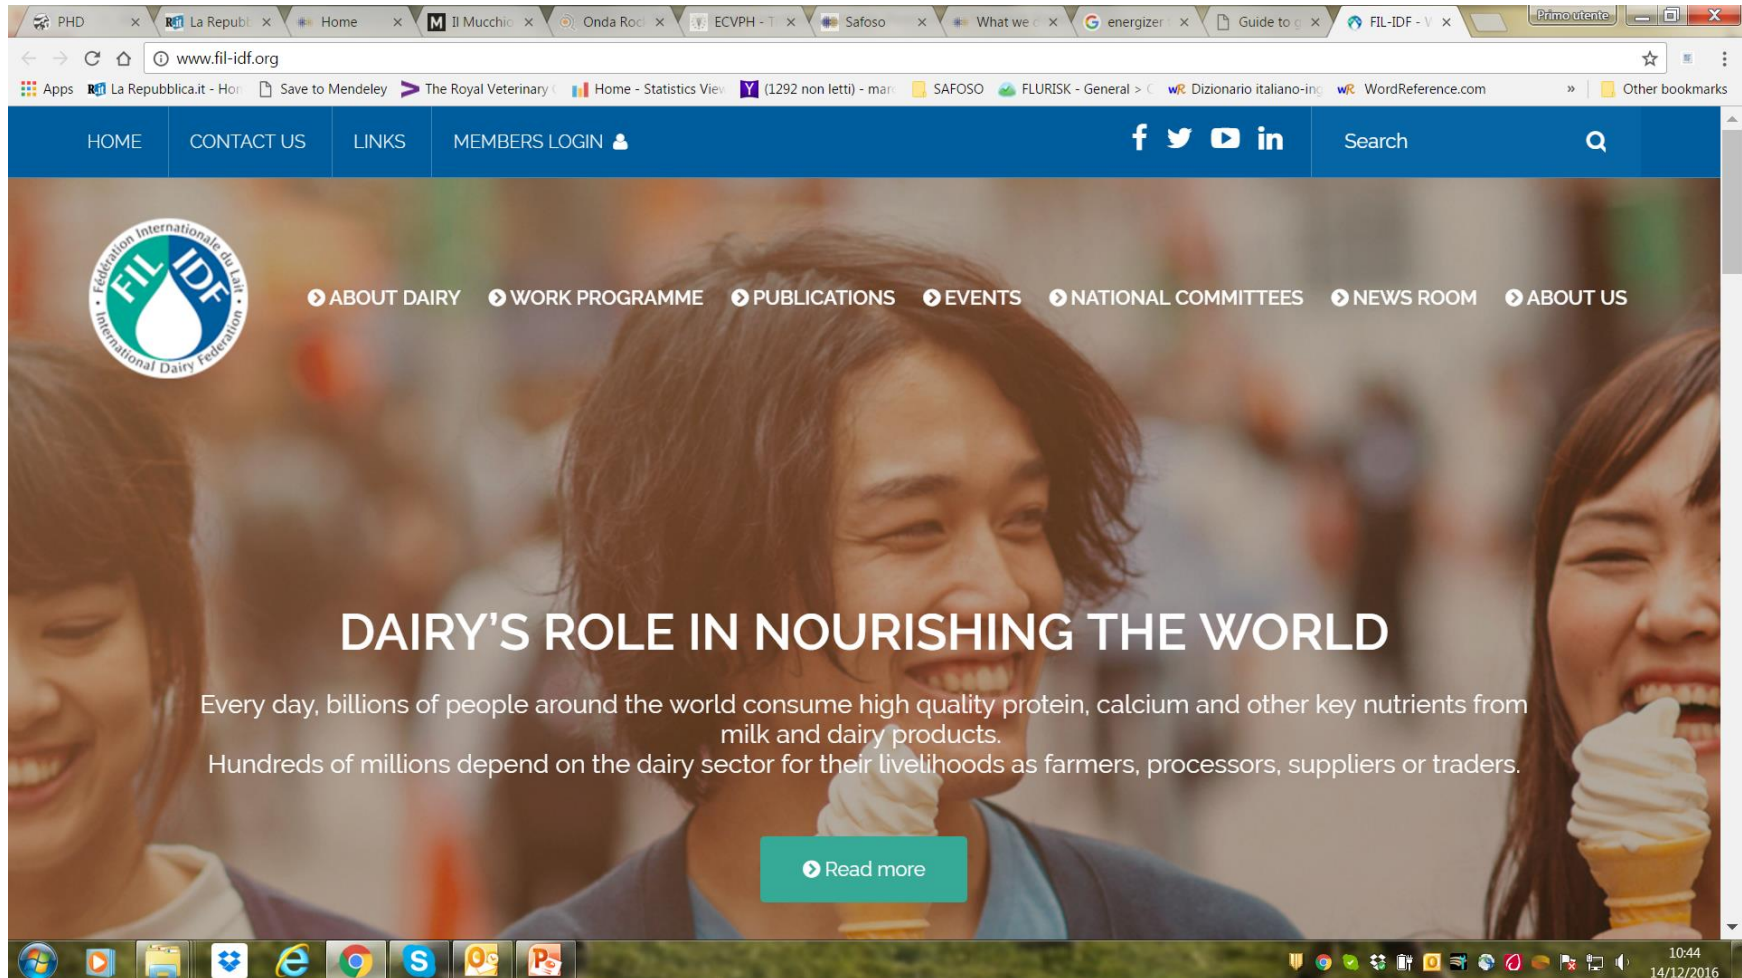 PHD
La Repubb
Home
Il Mucchio
Onda Roc
ECVPH - T
Safoso
What we d
energizer
Guide to g
FIL-IDF - V
Primo utente
www.fil-idf.org
Apps
La Repubblica.it - Hom
Save to Mendeley
The Royal Veterinary
Home - Statistics View
(1292 non letti) - marc
SAFOSO
FLURISK - General >
Dizionario italiano-ing
WordReference.com
»
Other bookmarks
HOME
CONTACT US
LINKS
MEMBERS LOGIN
Search
Fédération Internationale du Lait
FIL IDF
International Dairy Federation
ABOUT DAIRY
WORK PROGRAMME
PUBLICATIONS
EVENTS
NATIONAL COMMITTEES
NEWS ROOM
ABOUT US
DAIRY'S ROLE IN NOURISHING THE WORLD
Every day, billions of people around the world consume high quality protein, calcium and other key nutrients from
milk and dairy products.
Hundreds of millions depend on the dairy sector for their livelihoods as farmers, processors, suppliers or traders.
Read more
10:44
14/12/2016